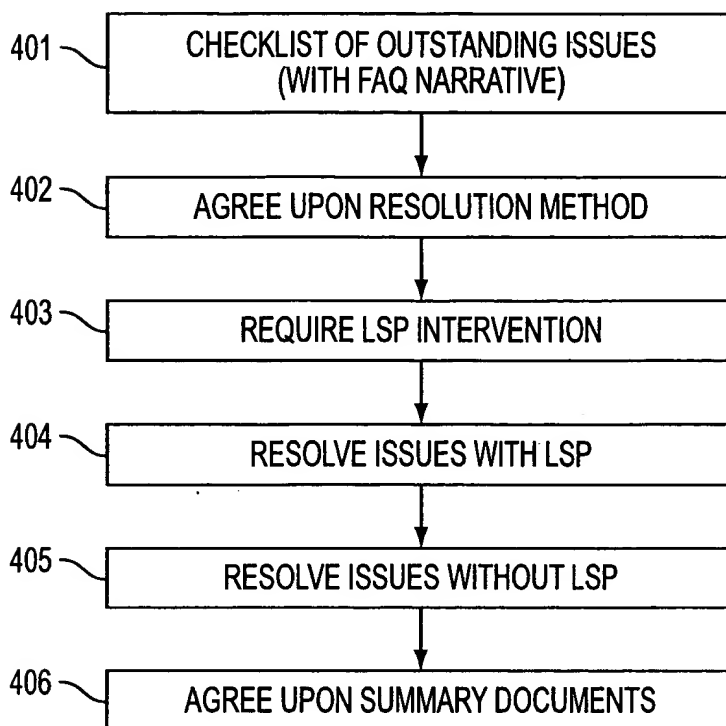 401
CHECKLIST OF OUTSTANDING ISSUES
(WITH FAQ NARRATIVE)
402
AGREE UPON RESOLUTION METHOD
403
REQUIRE LSP INTERVENTION
404
RESOLVE ISSUES WITH LSP
405
RESOLVE ISSUES WITHOUT LSP
406
AGREE UPON SUMMARY DOCUMENTS